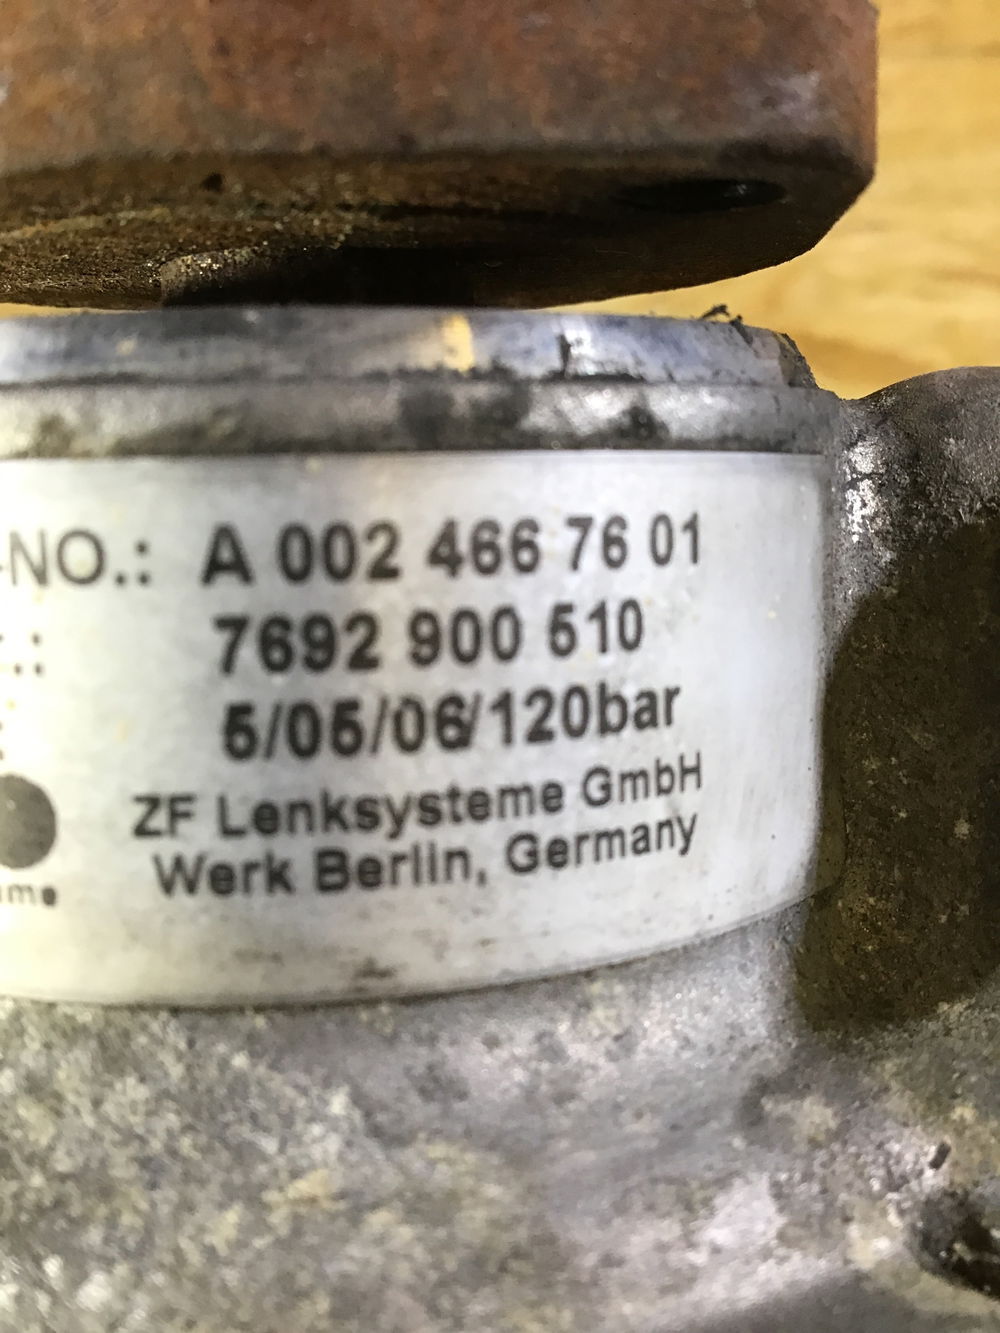 -NO.: A 002 466 76 01
.: 7692 900 510
: 5/05/06/120bar
ZF Lenksysteme GmbH
Werk Berlin, Germany